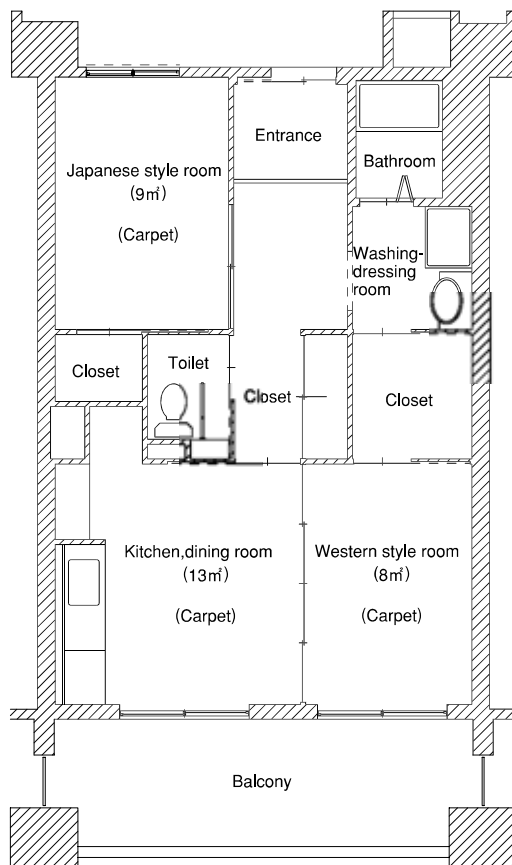 Entrance
Japanese style room
(9㎡)
(Carpet)
Bathroom
Washing-
dressing
room
Closet
Toilet
Closet
Closet
Kitchen,dining room
(13㎡)
(Carpet)
Western style room
(8㎡)
(Carpet)
Balcony